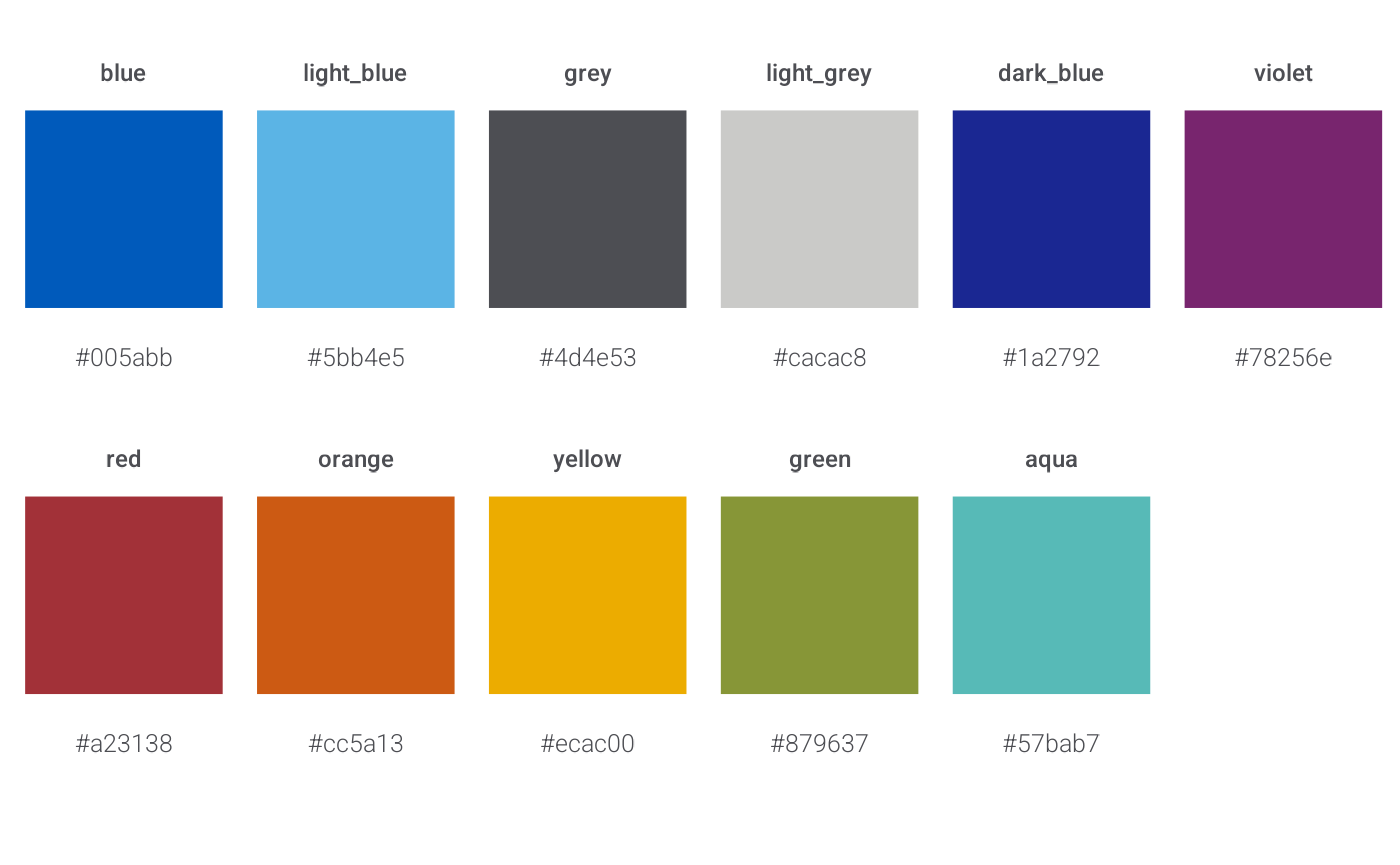 blue light_blue grey light_grey dark_blue violet
#005abb #5bb4e5 #4d4e53 #cacac8 #1a2792 #78256e
red orange yellow green aqua
#a23138 #cc5a13 #ecac00 #879637 #57bab7